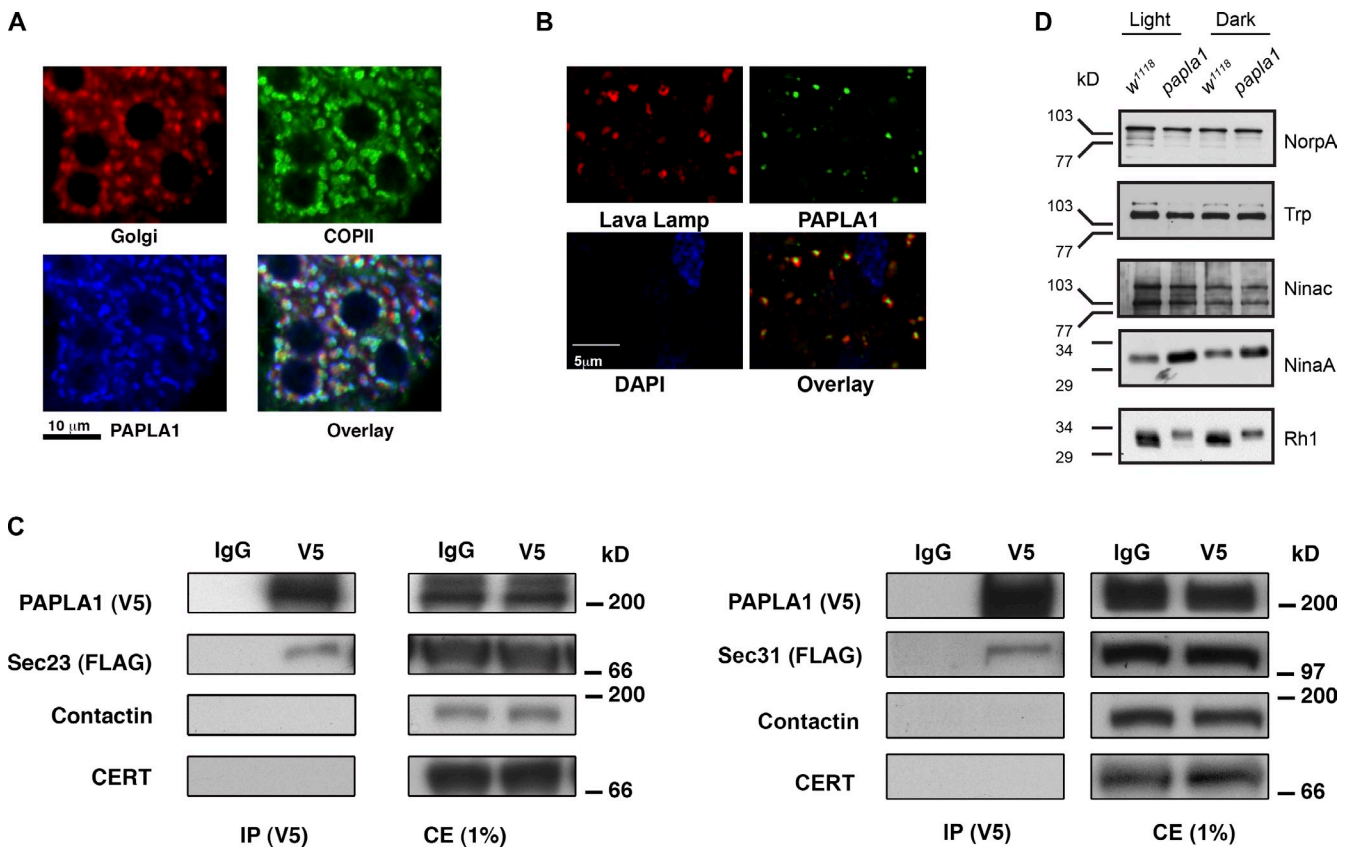 A
Golgi
COPII
10 μm
PAPLA1
Overlay
B
Lava Lamp
PAPLA1
5μm
DAPI
Overlay
D
Light Dark
kD
w1118 papla1 w1118 papla1
103
77
NorpA
103
77
Trp
103
77
Ninac
34
29
NinaA
34
29
Rh1
C
IgG V5 IgG V5 kD
PAPLA1 (V5) 200
Sec23 (FLAG) 66
Contactin 200
CERT 66
IP (V5) CE (1%)
IgG V5 IgG V5 kD
PAPLA1 (V5) 200
Sec31 (FLAG) 97
Contactin 200
CERT 66
IP (V5) CE (1%)